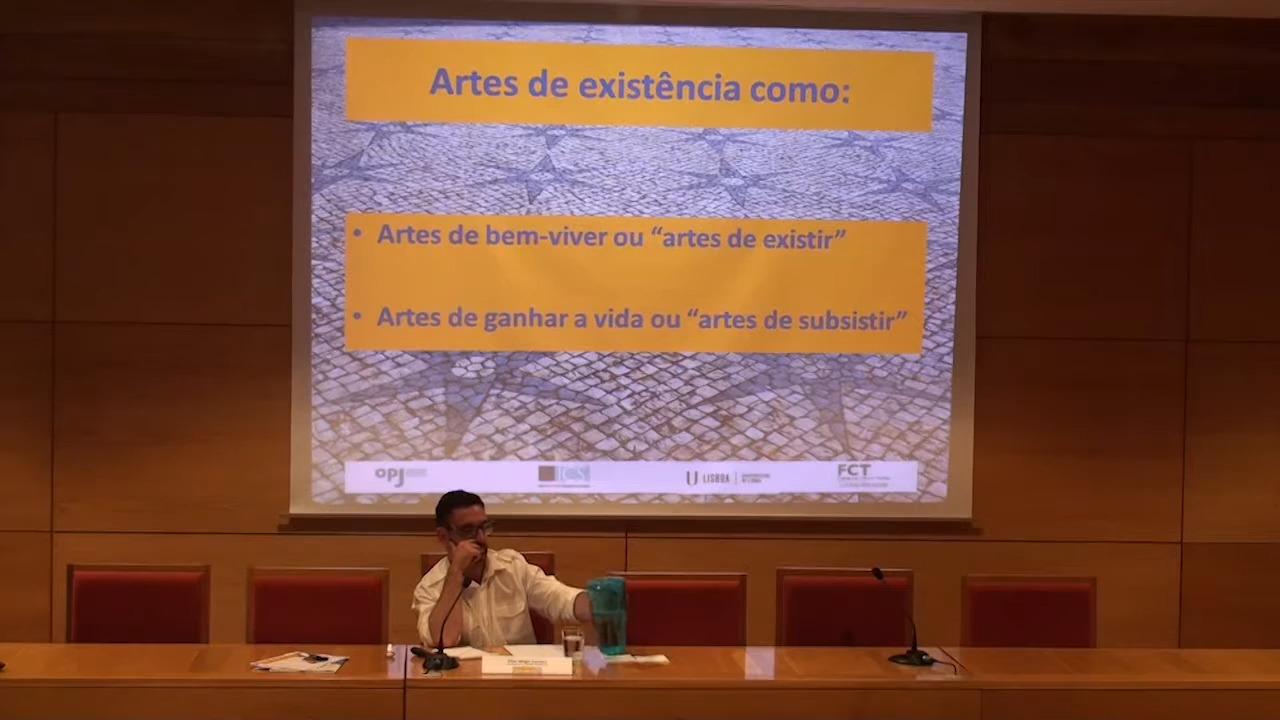 Artes de existência como:
• Artes de bem-viver ou “artes de existir”
• Artes de ganhar a vida ou “artes de subsistir”
OPJ
ICS
U LISBOA
FCT